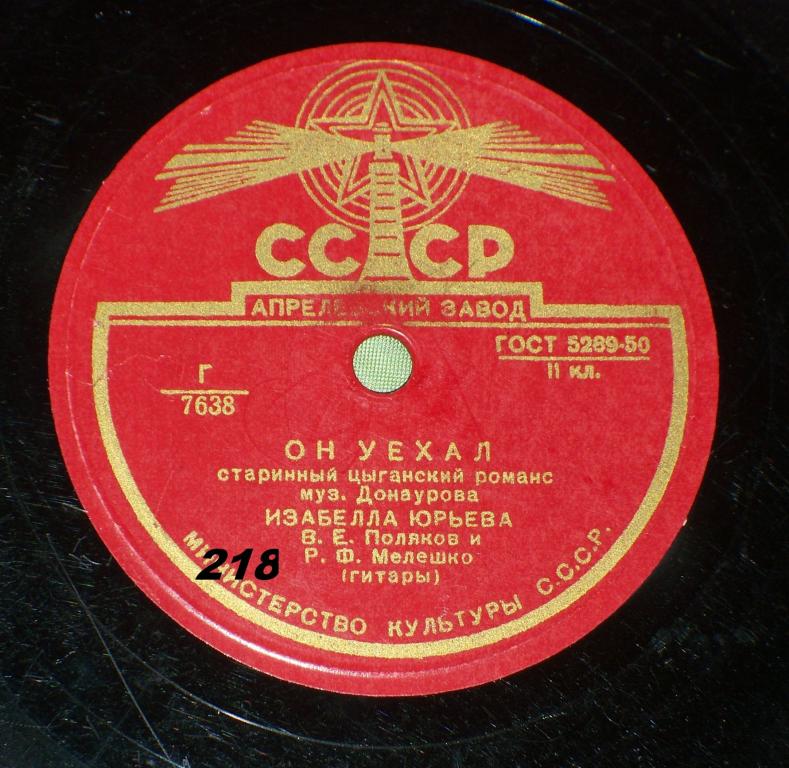 СССР
АПРЕЛЕВСКИЙ ЗАВОД
ГОСТ 5289-50
II кл.
Г
7638
ОН УЕХАЛ
старинный цыганский романс
муз. Донаурова
ИЗАБЕЛЛА ЮРЬЕВА
В. Е. Поляков и
Р. Ф. Мелешко
(гитары)
МИНИСТЕРСТВО КУЛЬТУРЫ С.С.С.Р.
218